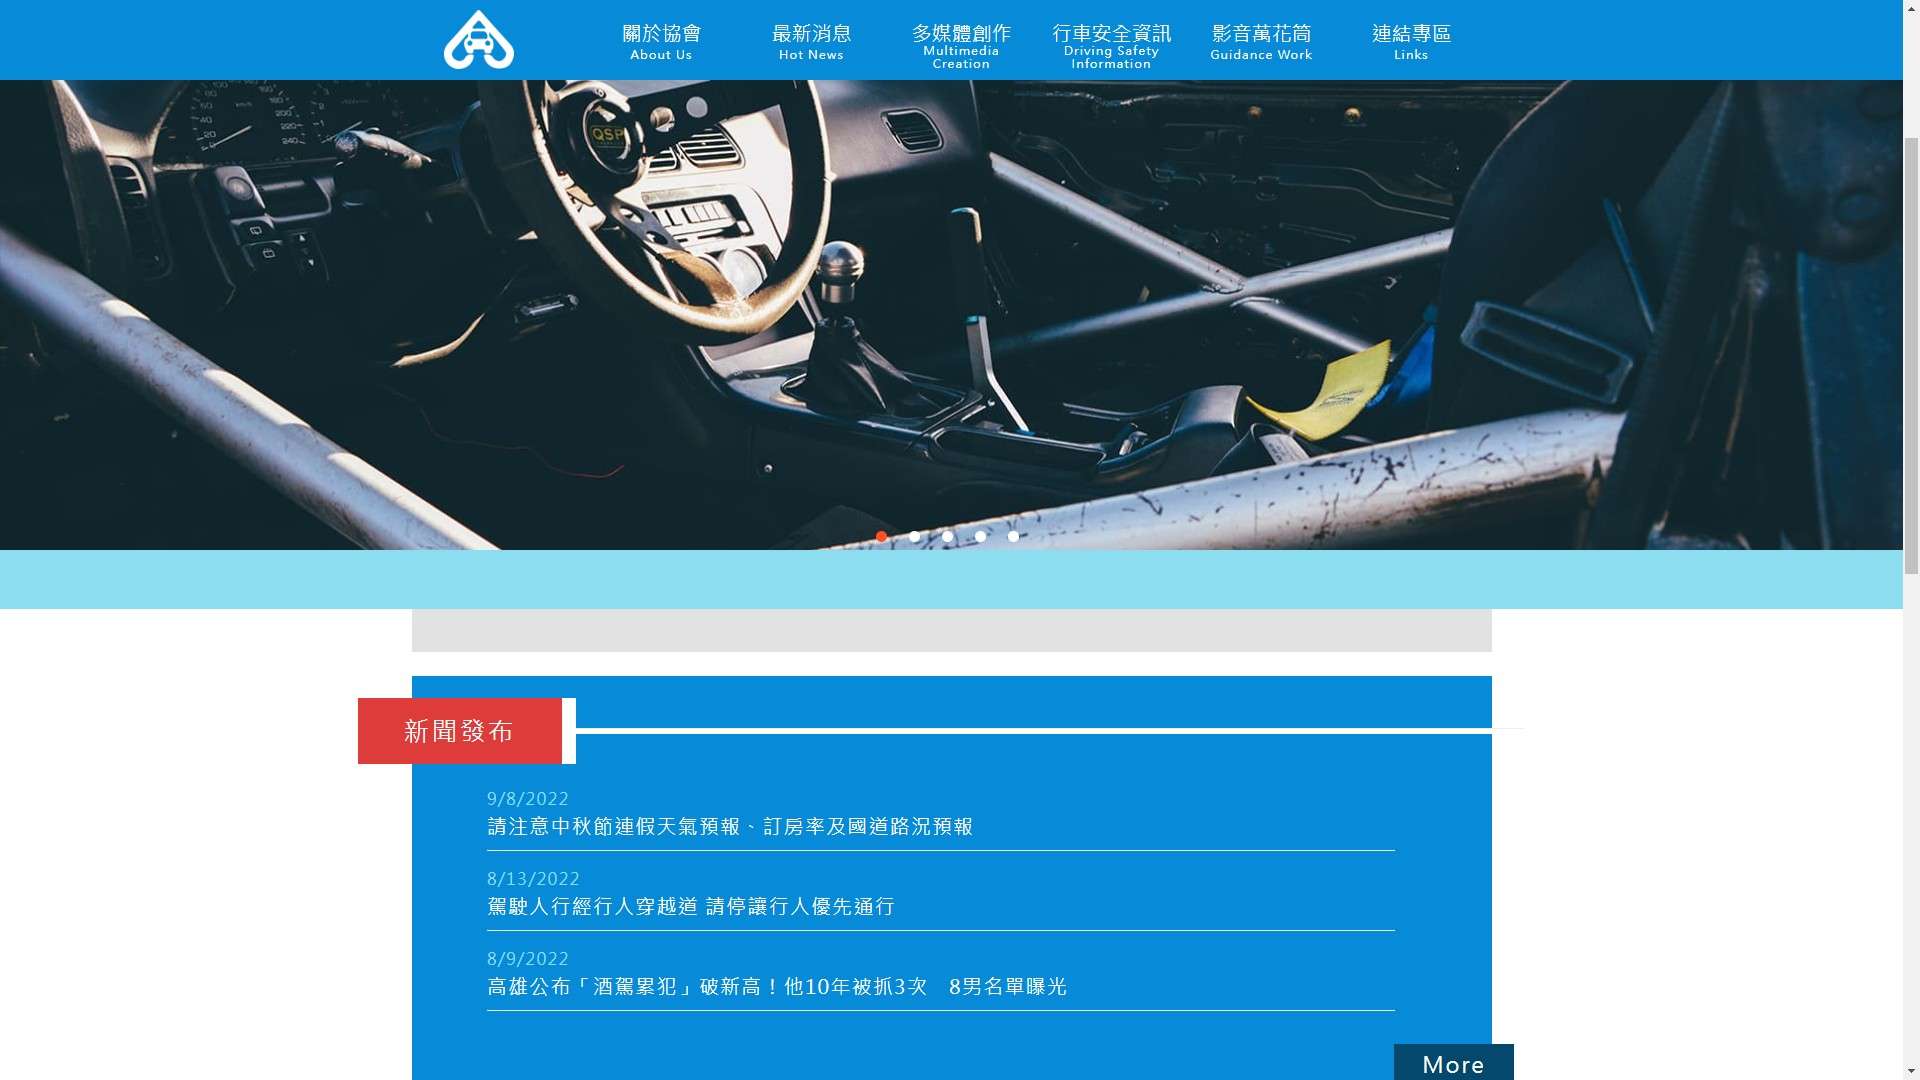 關於協會
About Us
最新消息
Hot News
多媒體創作
Multimedia
Creation
行車安全資訊
Driving Safety
Information
影音萬花筒
Guidance Work
連結專區
Links
QSP
新聞發布
9/8/2022
請注意中秋節連假天氣預報、訂房率及國道路況預報
8/13/2022
駕駛人行經行人穿越道 請停讓行人優先通行
8/9/2022
高雄公布「酒駕累犯」破新高！他10年被抓3次　8男名單曝光
More